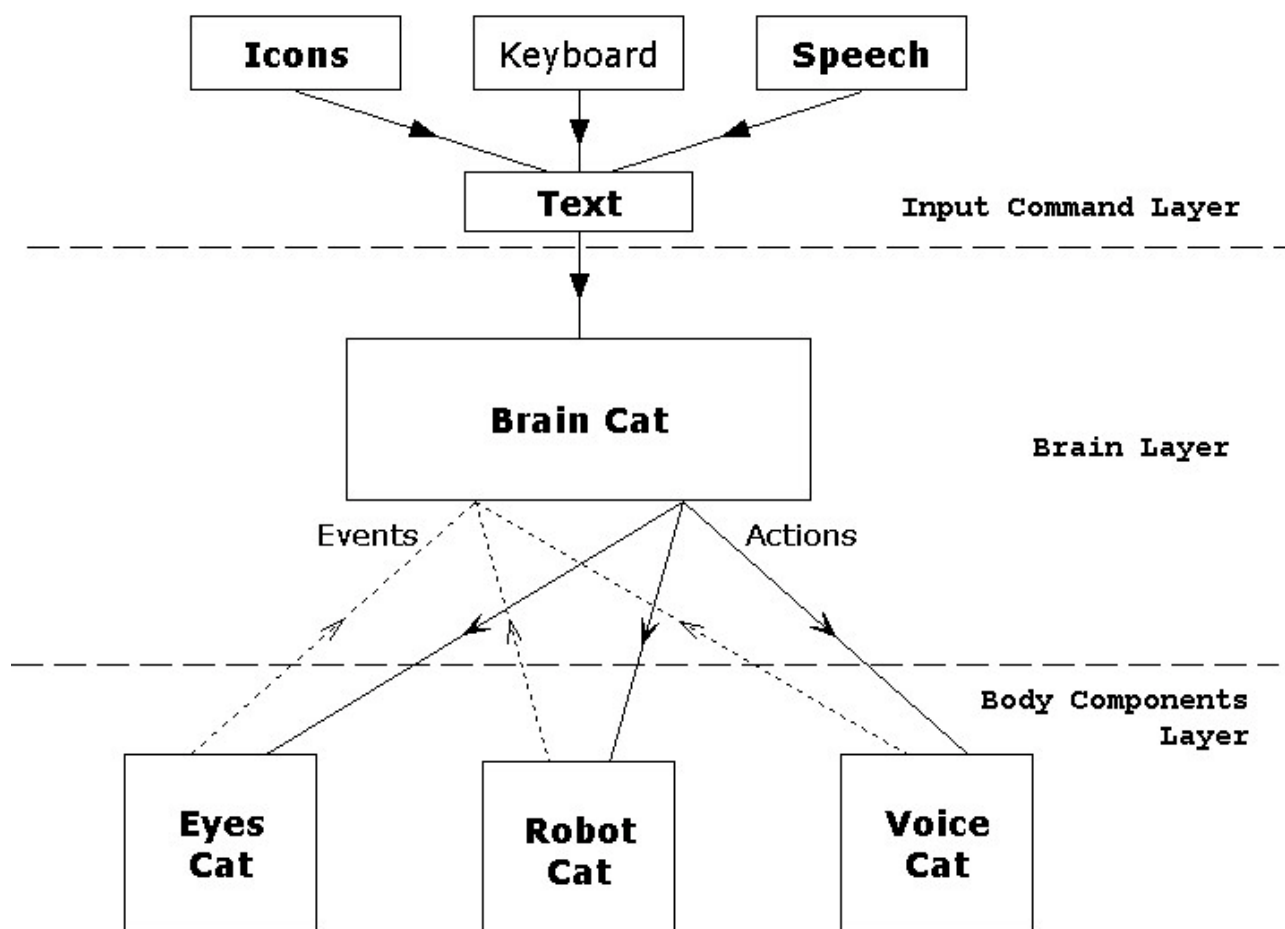 Icons
Keyboard
Speech
Text
Input Command Layer
Brain Cat
Brain Layer
Events
Actions
Body Components
Layer
Eyes
Cat
Robot
Cat
Voice
Cat